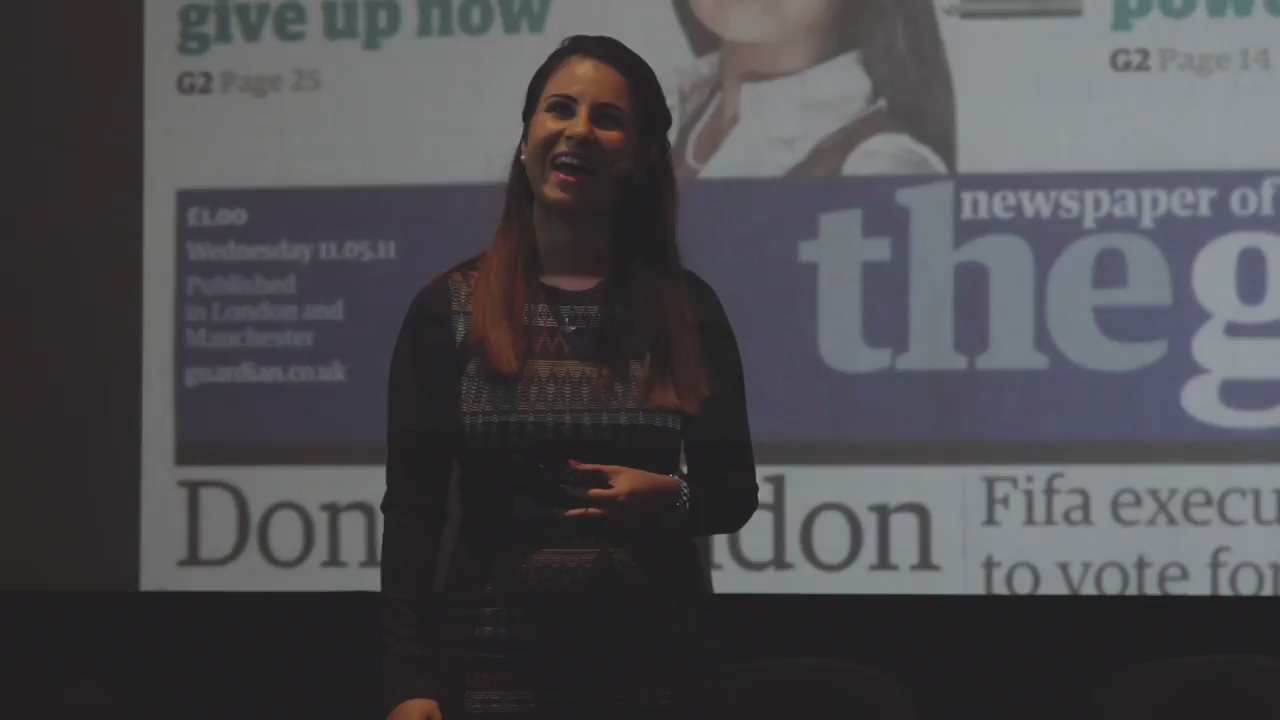 give up now
G2 Page 25
G2 Page 14
£1.00
Wednesday 11.05.11
Published
in London and
Manchester
guardian.co.uk
newspaper of
the g
Don don
Fifa execu
to vote for